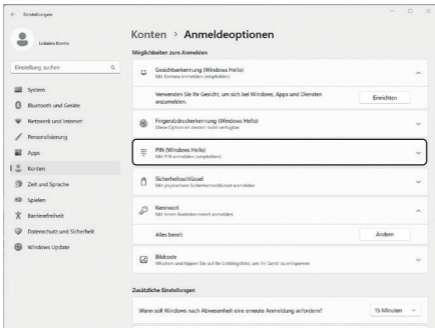 Einstellungen
Lokales Konto
Einstellung suchen
System
Bluetooth und Geräte
Netzwerk und Internet
Personalisierung
Apps
Konten
Zeit und Sprache
Spielen
Barrierefreiheit
Datenschutz und Sicherheit
Windows Update
Konten > Anmeldeoptionen
Möglichkeiten zum Anmelden
Gesichtserkennung (Windows Hello)
Mit Kamera anmelden (empfohlen)
Verwenden Sie Ihr Gesicht, um sich bei Windows, Apps und Diensten
anzumelden.
Einrichten
Fingerabdruckerkennung (Windows Hello)
Diese Option ist derzeit nicht verfügbar
PIN (Windows Hello)
Mit PIN anmelden (empfohlen)
Sicherheitsschlüssel
Mit physischem Sicherheitsschlüssel anmelden
Kennwort
Mit Ihrem Kontokennwort anmelden
Alles bereit
Ändern
Bildcode
Wischen und tippen Sie auf Ihr Lieblingsfoto, um Ihr Gerät zu entsperren
Zusätzliche Einstellungen
Wann soll Windows nach Abwesenheit eine erneute Anmeldung anfordern?
15 Minuten